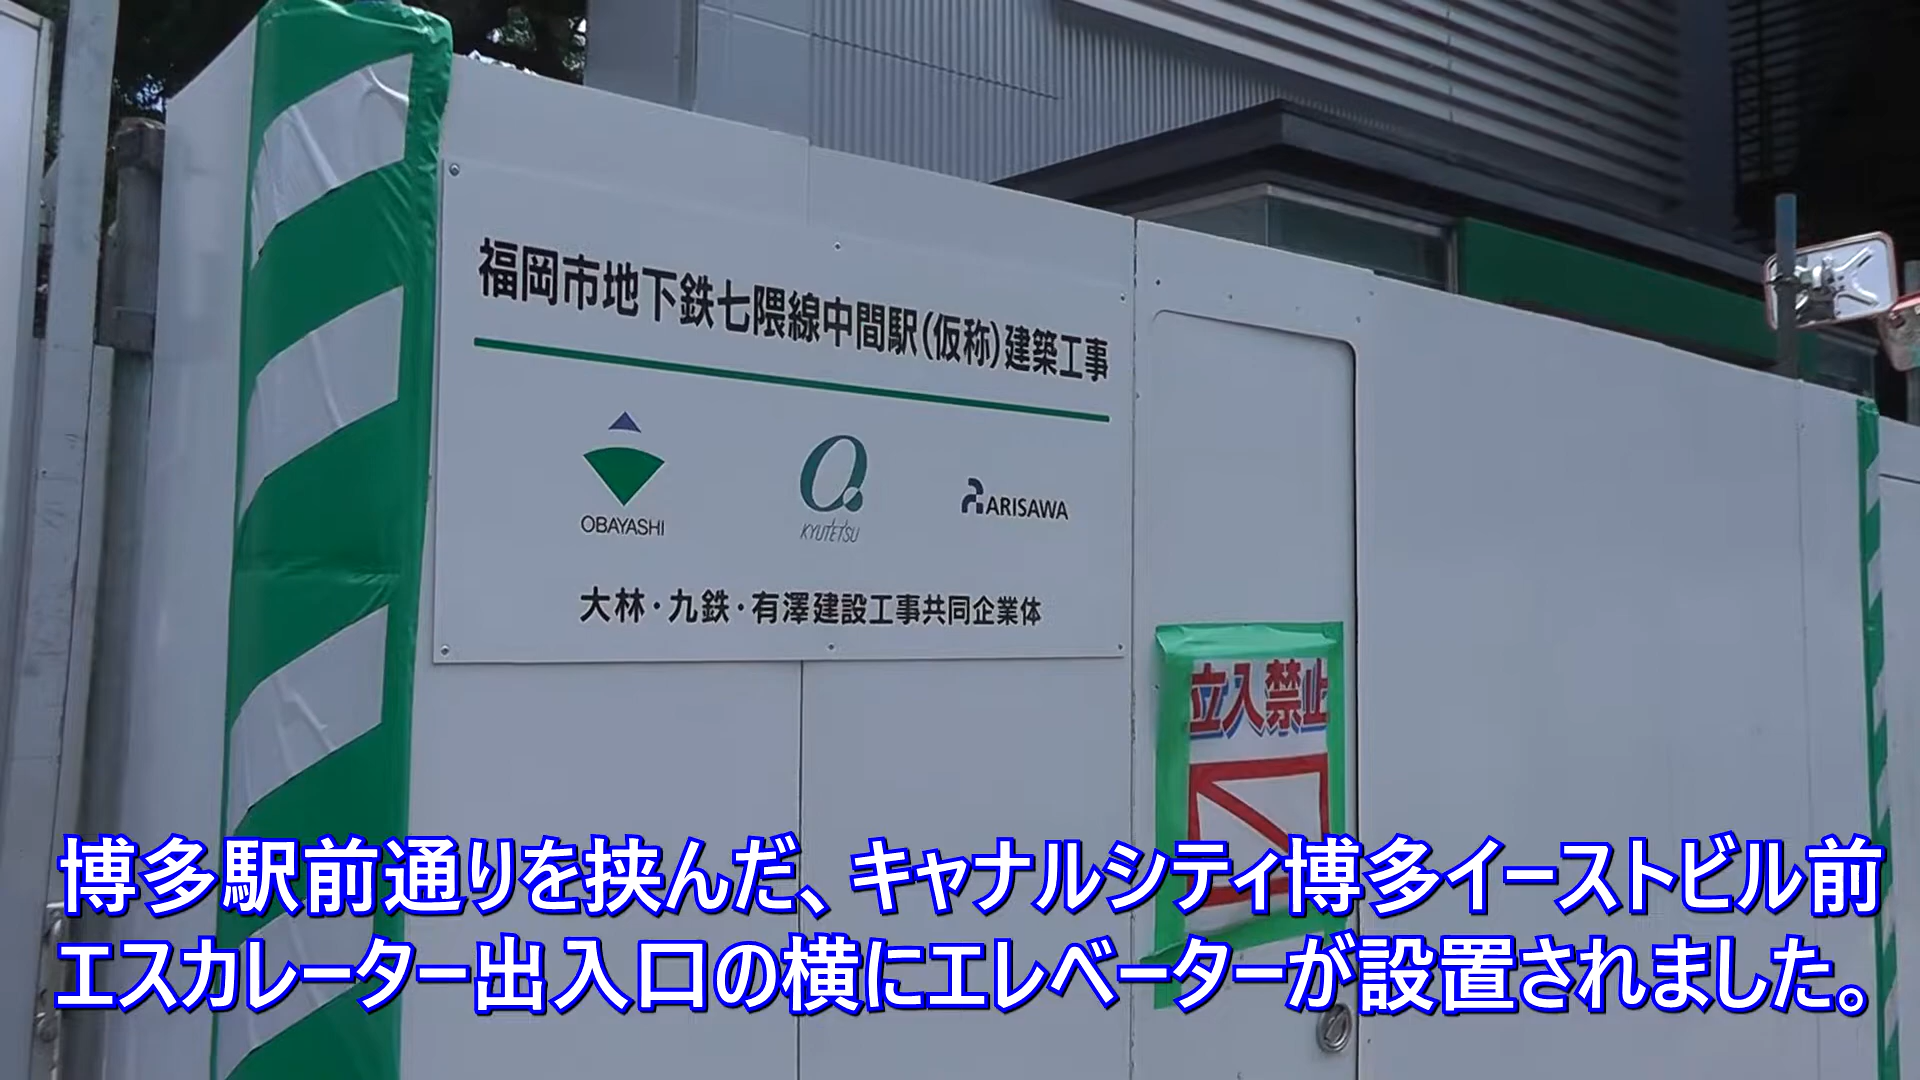 福岡市地下鉄七隈線中間駅(仮称)建築工事
OBAYASHI
KYUTETSU
ARISAWA
大林・九鉄・有澤建設工事共同企業体
立入禁止
博多駅前通りを挟んだ、キャナルシティ博多イーストビル前
エスカレーター出入口の横にエレベーターが設置されました。